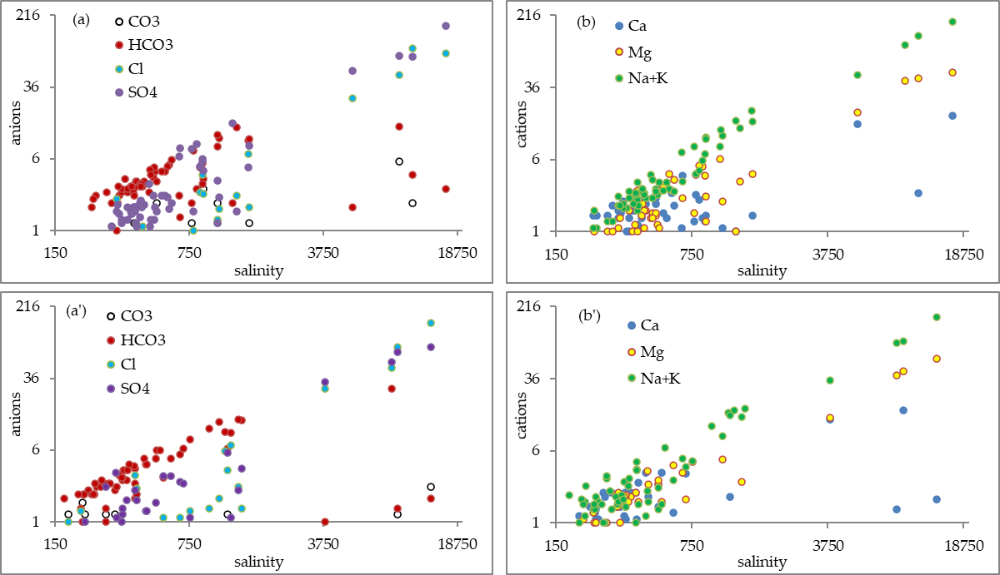 (a)
CO3
HCO3
Cl
SO4
216
36
6
1
anions
150
750
3750
18750
salinity
(b)
Ca
Mg
Na+K
216
36
6
1
cations
150
750
3750
18750
salinity
(a')
CO3
HCO3
Cl
SO4
216
36
6
1
anions
150
750
3750
18750
salinity
(b')
Ca
Mg
Na+K
216
36
6
1
cations
150
750
3750
18750
salinity